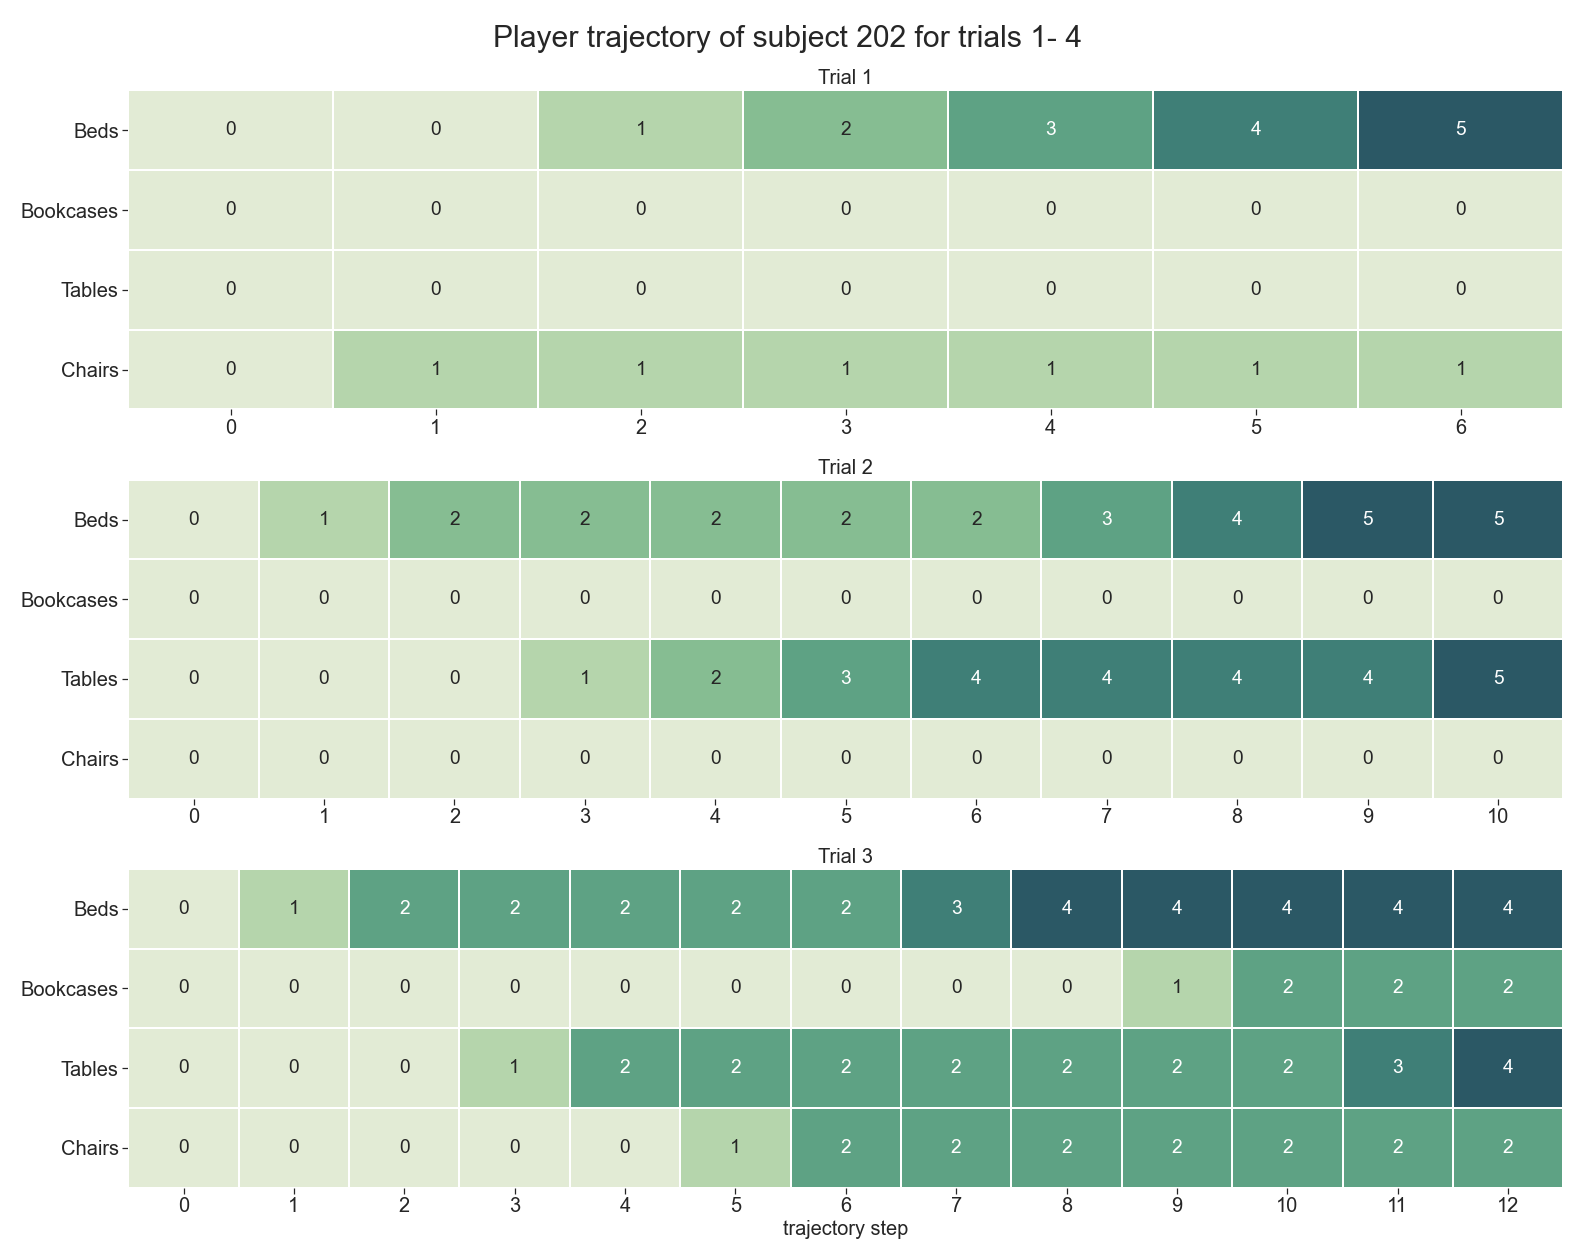 Player trajectory of subject 202 for trials 1- 4
Trial 1
Beds 0 0 1 2 3 4 5
Bookcases 0 0 0 0 0 0 0
Tables 0 0 0 0 0 0 0
Chairs 0 1 1 1 1 1 1
0 1 2 3 4 5 6
Trial 2
Beds 0 1 2 2 2 2 2 3 4 5 5
Bookcases 0 0 0 0 0 0 0 0 0 0 0
Tables 0 0 0 1 2 3 4 4 4 4 5
Chairs 0 0 0 0 0 0 0 0 0 0 0
0 1 2 3 4 5 6 7 8 9 10
Trial 3
Beds 0 1 2 2 2 2 2 3 4 4 4 4 4
Bookcases 0 0 0 0 0 0 0 0 0 1 2 2 2
Tables 0 0 0 1 2 2 2 2 2 2 2 3 4
Chairs 0 0 0 0 0 1 2 2 2 2 2 2 2
0 1 2 3 4 5 6 7 8 9 10 11 12
trajectory step